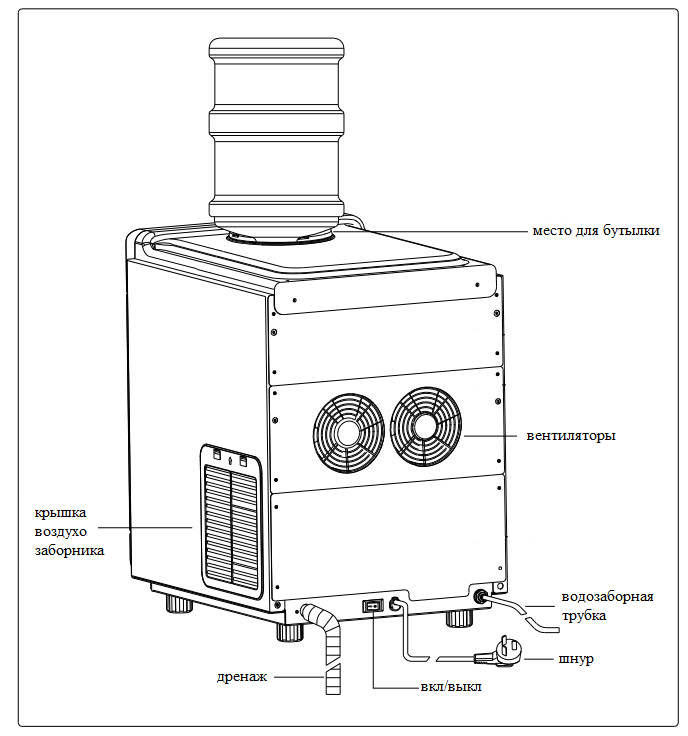 место для бутылки
вентиляторы
крышка
воздухо
заборника
водозаборная
трубка
шнур
дренаж
вкл/выкл